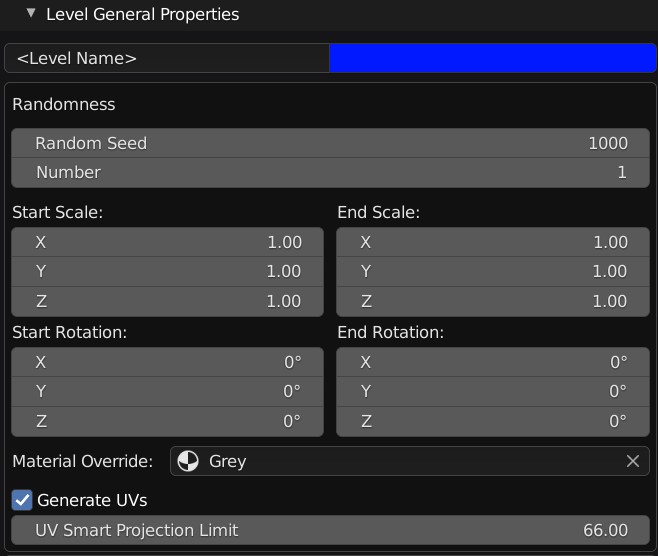 Level General Properties
<Level Name>
Randomness
Random Seed 1000
Number 1
Start Scale: End Scale:
X 1.00 X 1.00
Y 1.00 Y 1.00
Z 1.00 Z 1.00
Start Rotation: End Rotation:
X 0° X 0°
Y 0° Y 0°
Z 0° Z 0°
Material Override: Grey
Generate UVs
UV Smart Projection Limit 66.00